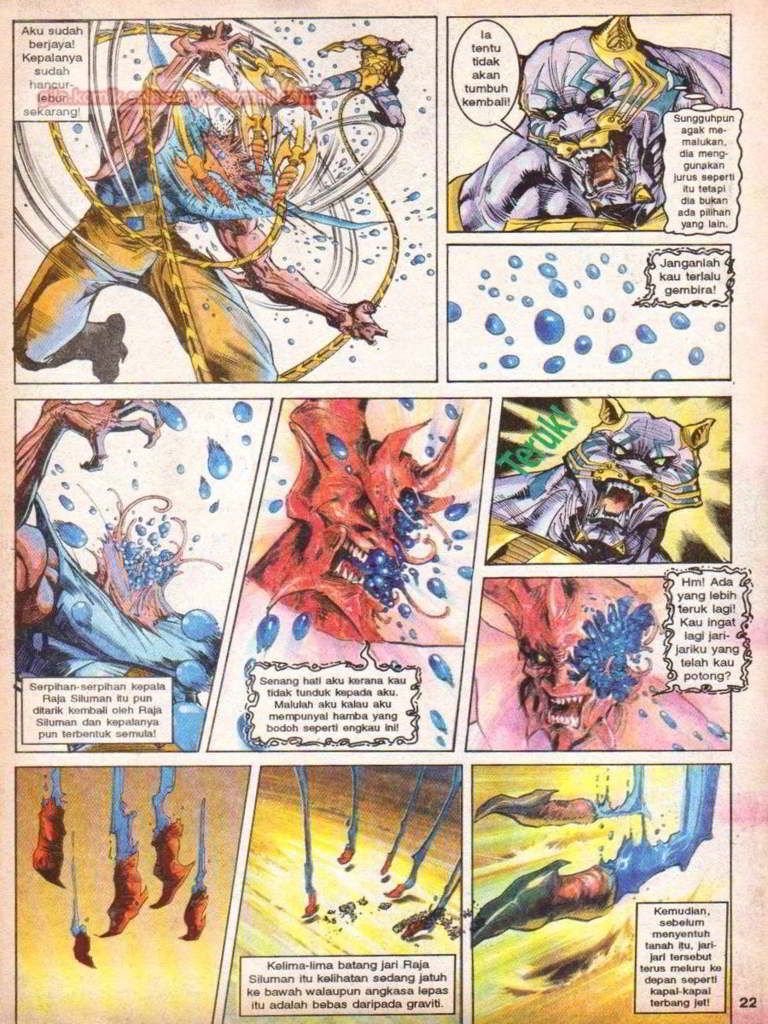 Aku sudah
berjaya!
Kepalanya
sudah
hancur-
lebur
sekarang!
Ia
tentu
tidak
akan
tumbuh
kembali!
Sungguhpun
agak me-
malukan,
dia meng-
gunakan
jurus seperti
itu tetapi
dia bukan
ada pilihan
yang lain.
Janganlah
kau terlalu
gembira!
Serpihan-serpihan kepala
Raja Siluman itu pun
ditarik kembali oleh Raja
Siluman dan kepalanya
pun terbentuk semula!
Senang hati aku kerana kau
tidak tunduk kepada aku.
Malulah aku kalau aku
mempunyai hamba yang
bodoh seperti engkau ini!
Teruk!
Hm! Ada
yang lebih
teruk lagi!
Kau ingat
lagi jari-
jariku yang
telah kau
potong?
Kelima-lima batang jari Raja
Siluman itu kelihatan sedang jatuh
ke bawah walaupun angkasa lepas
itu adalah bebas daripada graviti.
Kemudian,
sebelum
menyentuh
tanah itu, jari-
jari tersebut
terus meluru ke
depan seperti
kapal-kapal
terbang jet!
22